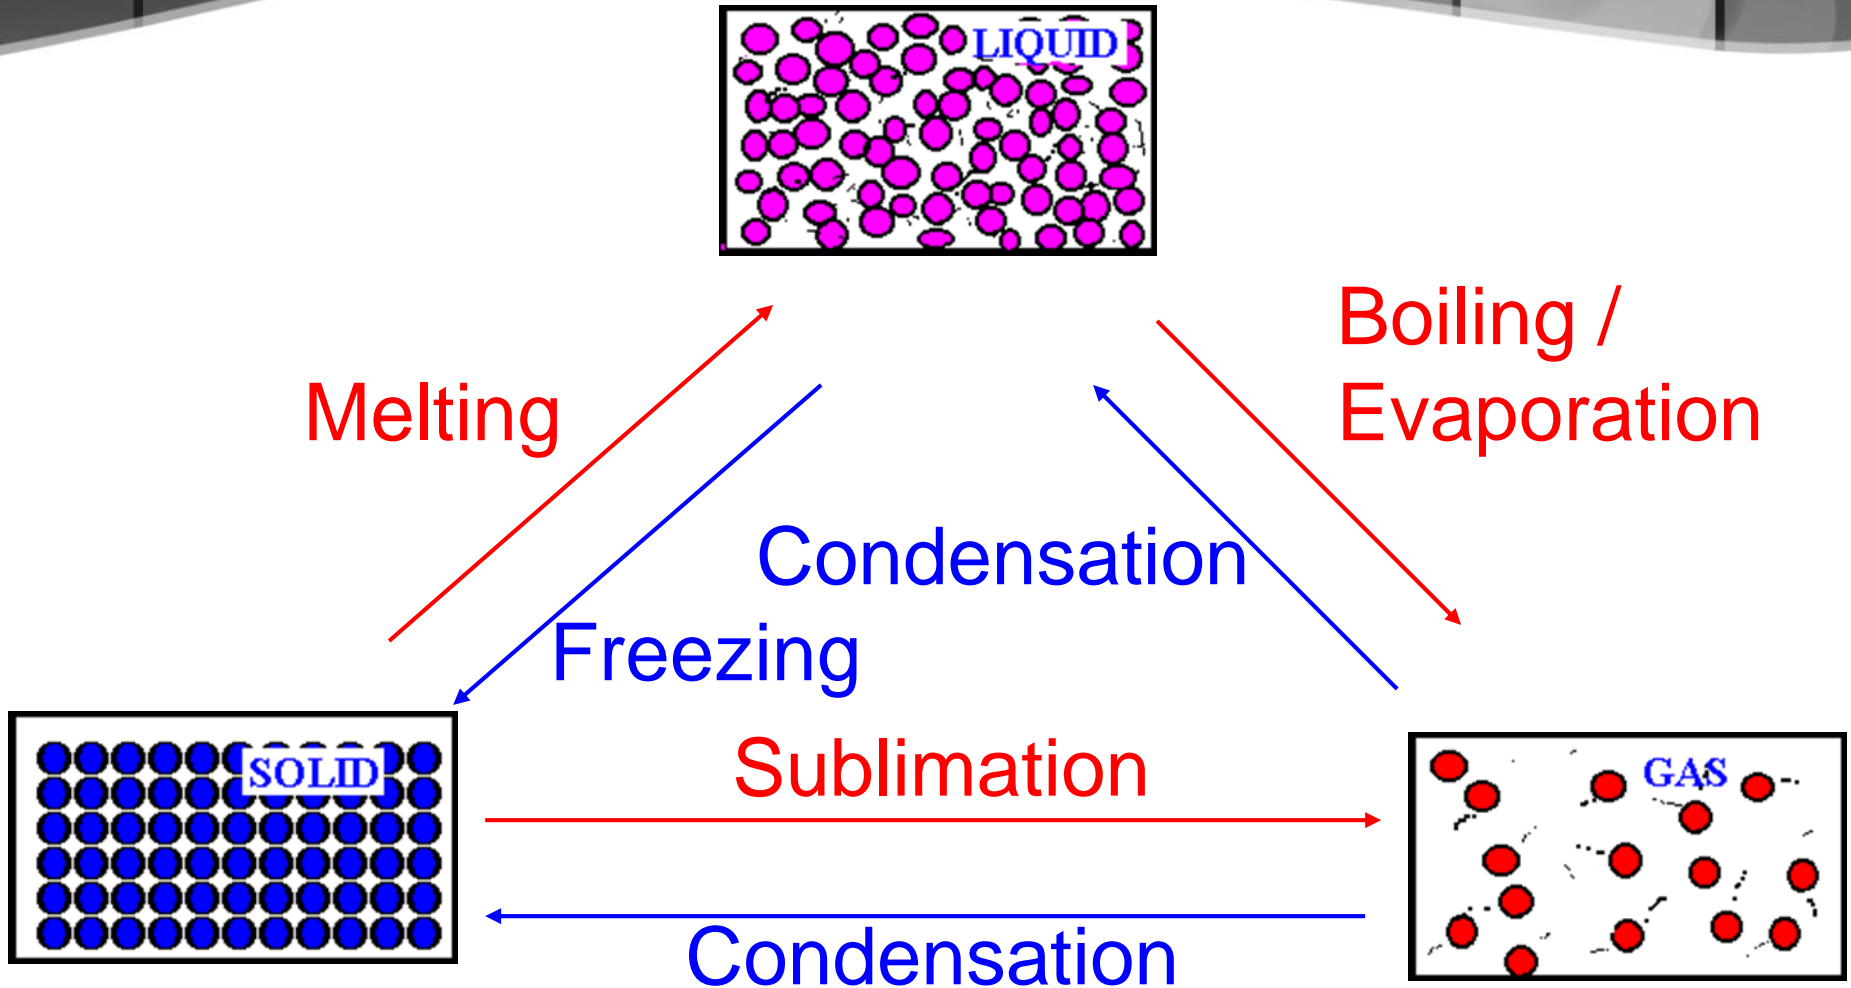 LIQUID
Boiling /
Evaporation
Melting
Condensation
Freezing
SOLID
Sublimation
GAS
Condensation